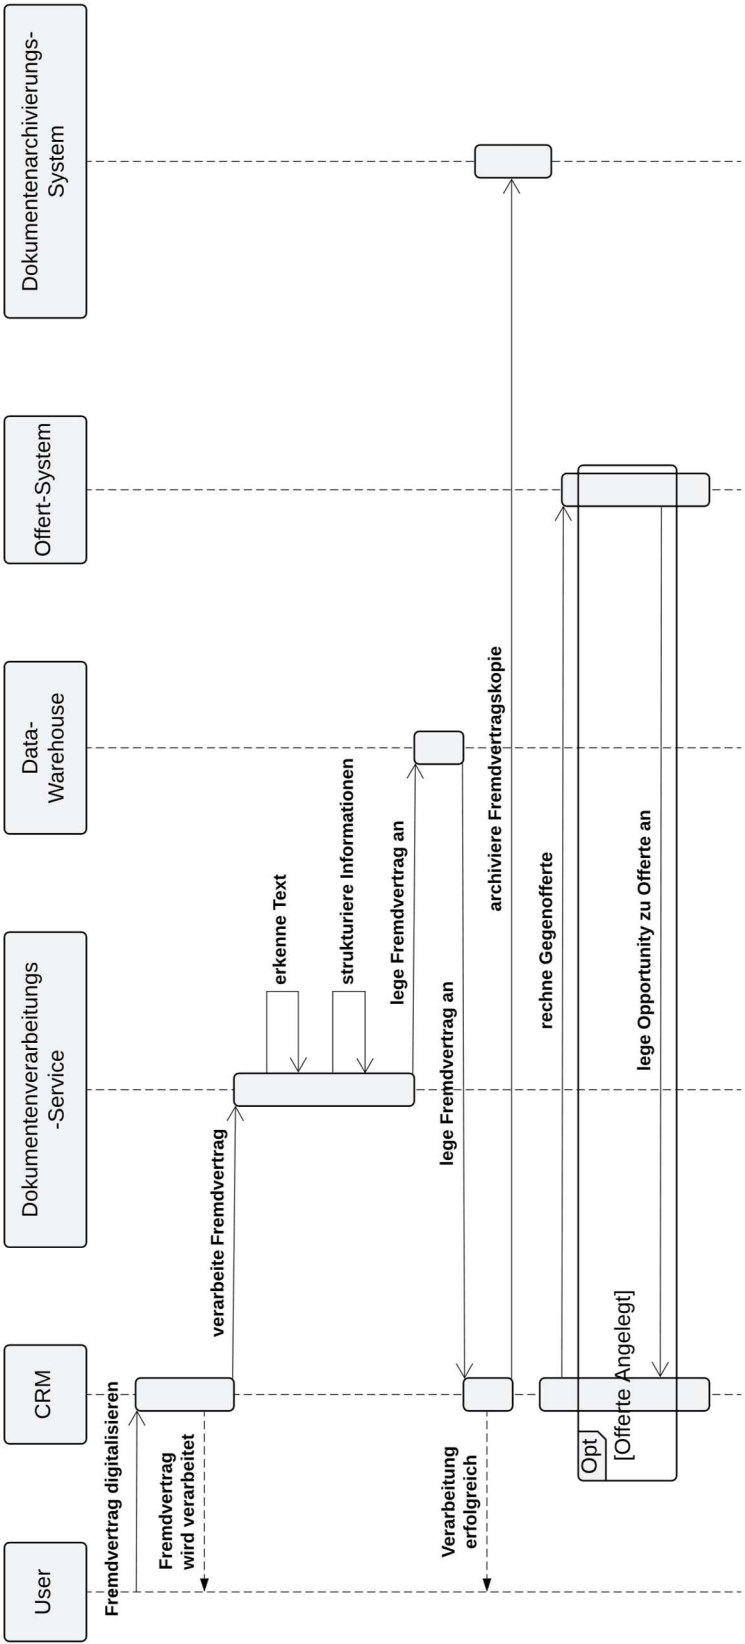 User
CRM
Dokumentenverarbeitungs
-Service
Data-
Warehouse
Offert-System
Dokumentenarchivierungs-
System
Fremdvertrag digitalisieren
Fremdvertrag
wird verarbeitet
verarbeite Fremdvertrag
erkenne Text
strukturiere Informationen
lege Fremdvertrag an
lege Fremdvertrag an
Verarbeitung
erfolgreich
archiviere Fremdvertragskopie
rechne Gegenofferte
Opt
[Offerte Angelegt]
lege Opportunity zu Offerte an